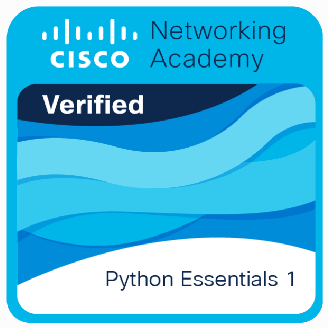 Networking
CISCO Academy
Verified
Python Essentials 1